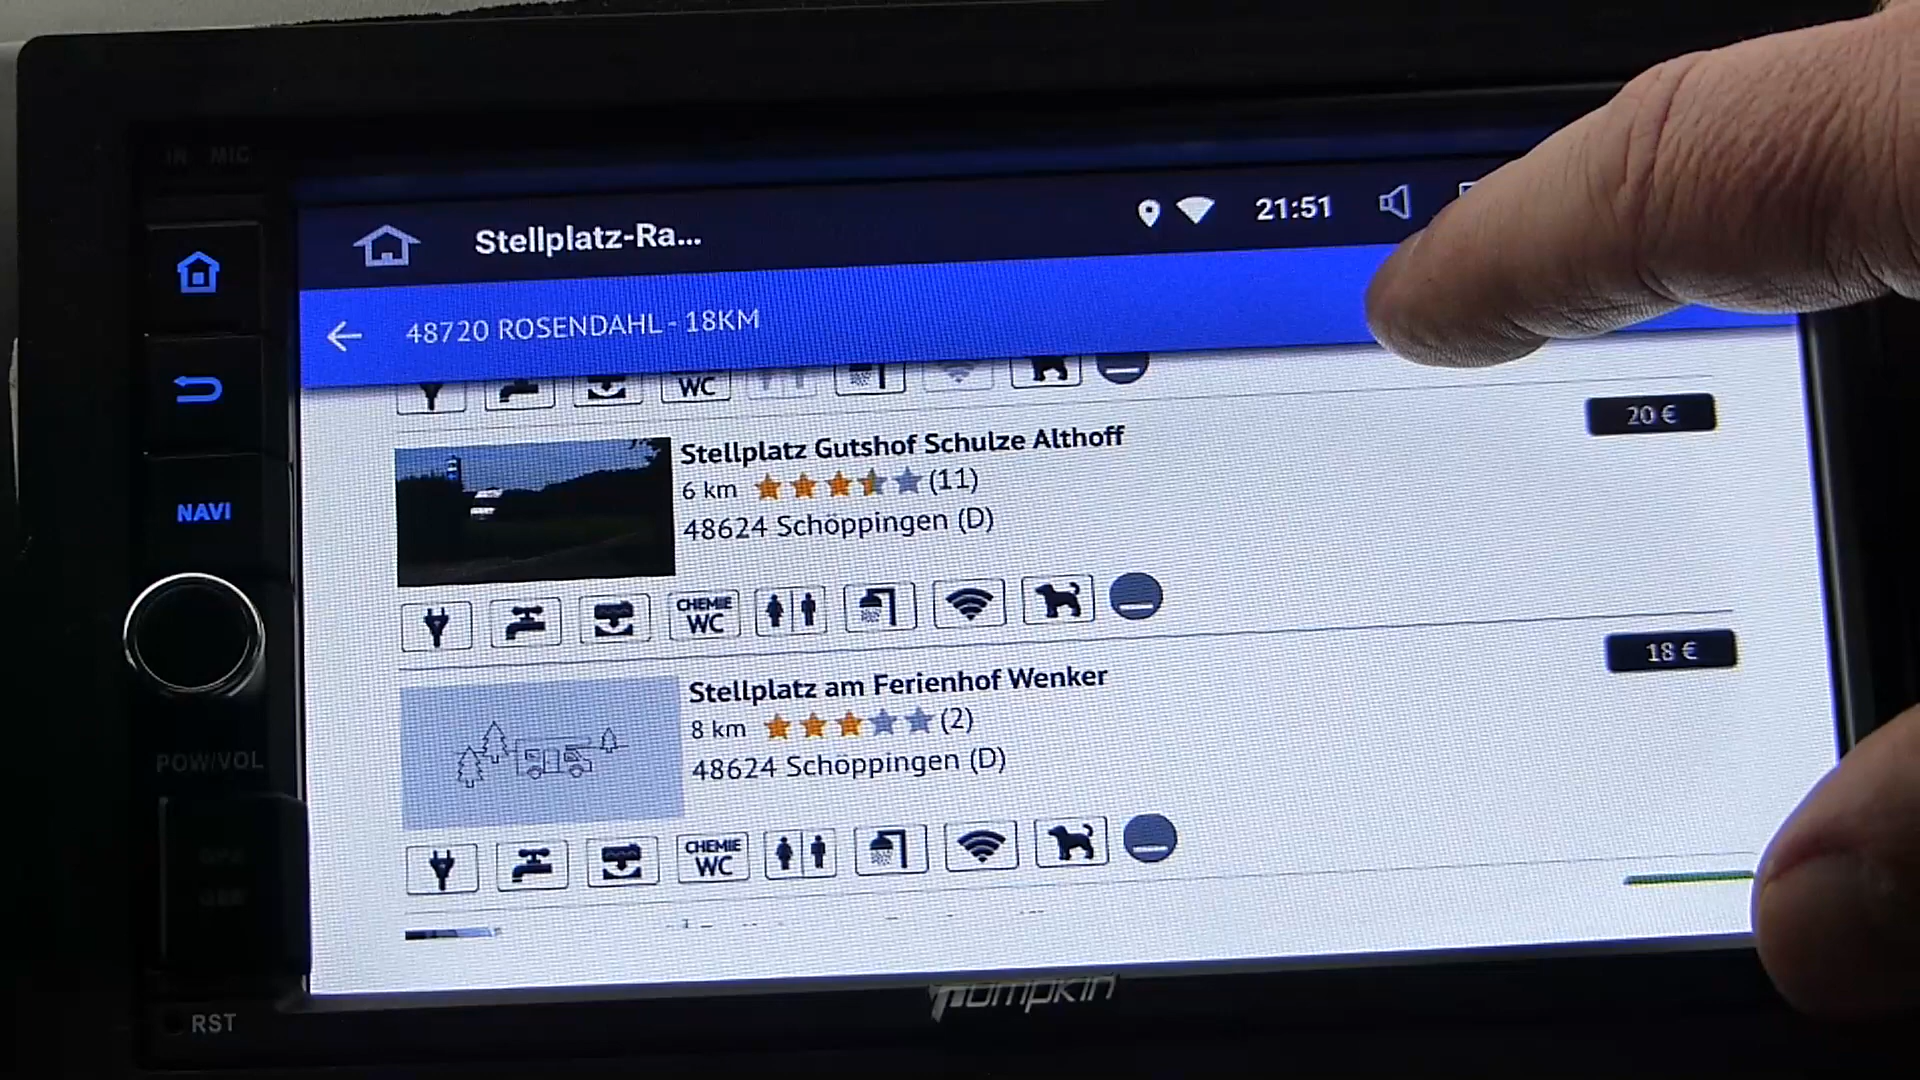 IN MIC
Stellplatz-Ra...
21:51
48720 ROSENDAHL - 18KM
WC
20 €
Stellplatz Gutshof Schulze Althoff
6 km (11)
48624 Schöppingen (D)
CHEMIE
WC
18 €
Stellplatz am Ferienhof Wenker
8 km (2)
48624 Schöppingen (D)
CHEMIE
WC
NAVI
POW/VOL
RST
Pumpkin